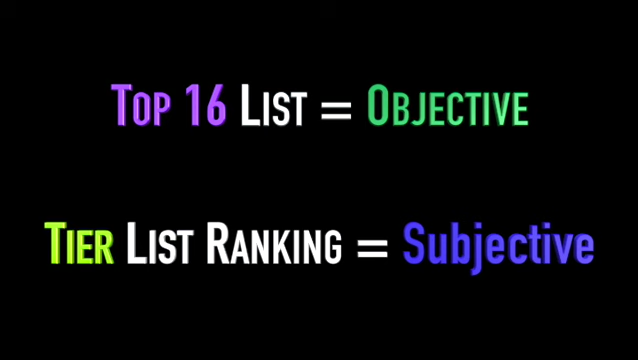 Top 16 List = Objective
Tier List Ranking = Subjective